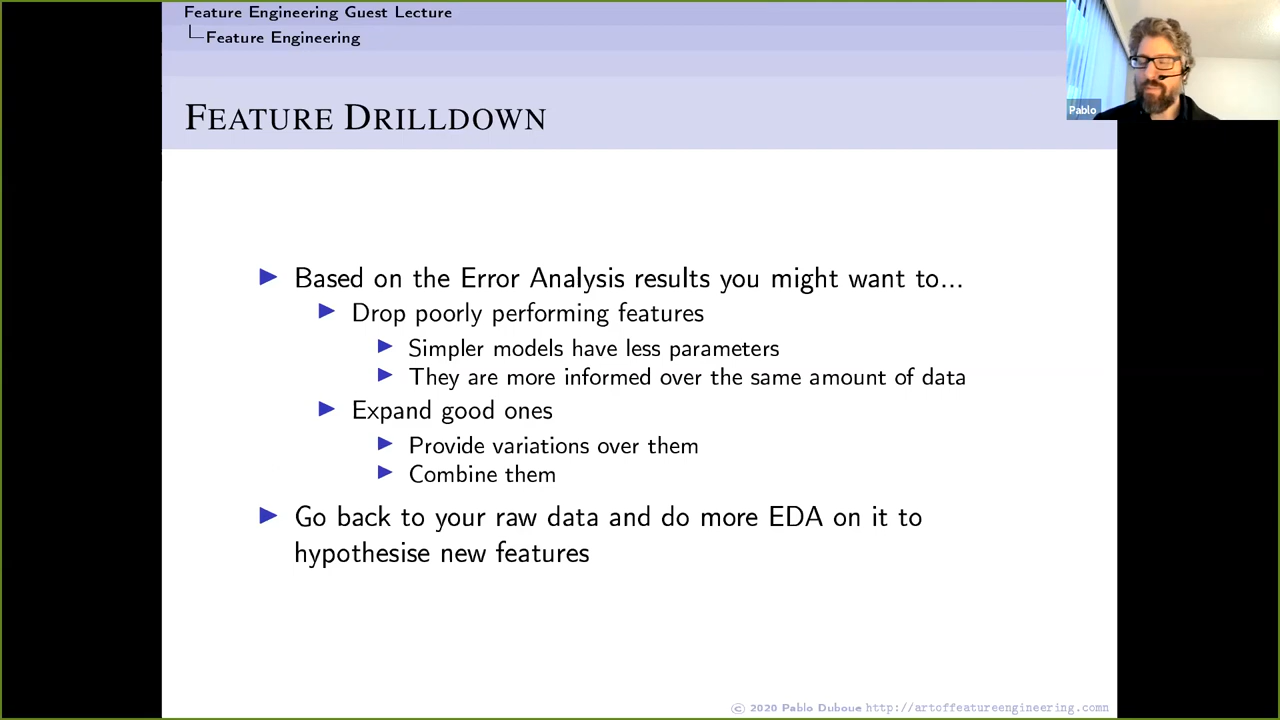 Feature Engineering Guest Lecture
Feature Engineering
Pablo
FEATURE DRILLDOWN
Based on the Error Analysis results you might want to...
Drop poorly performing features
Simpler models have less parameters
They are more informed over the same amount of data
Expand good ones
Provide variations over them
Combine them
Go back to your raw data and do more EDA on it to
hypothesise new features
© 2020 Pablo Duboue http://artoffeatureengineering.comn